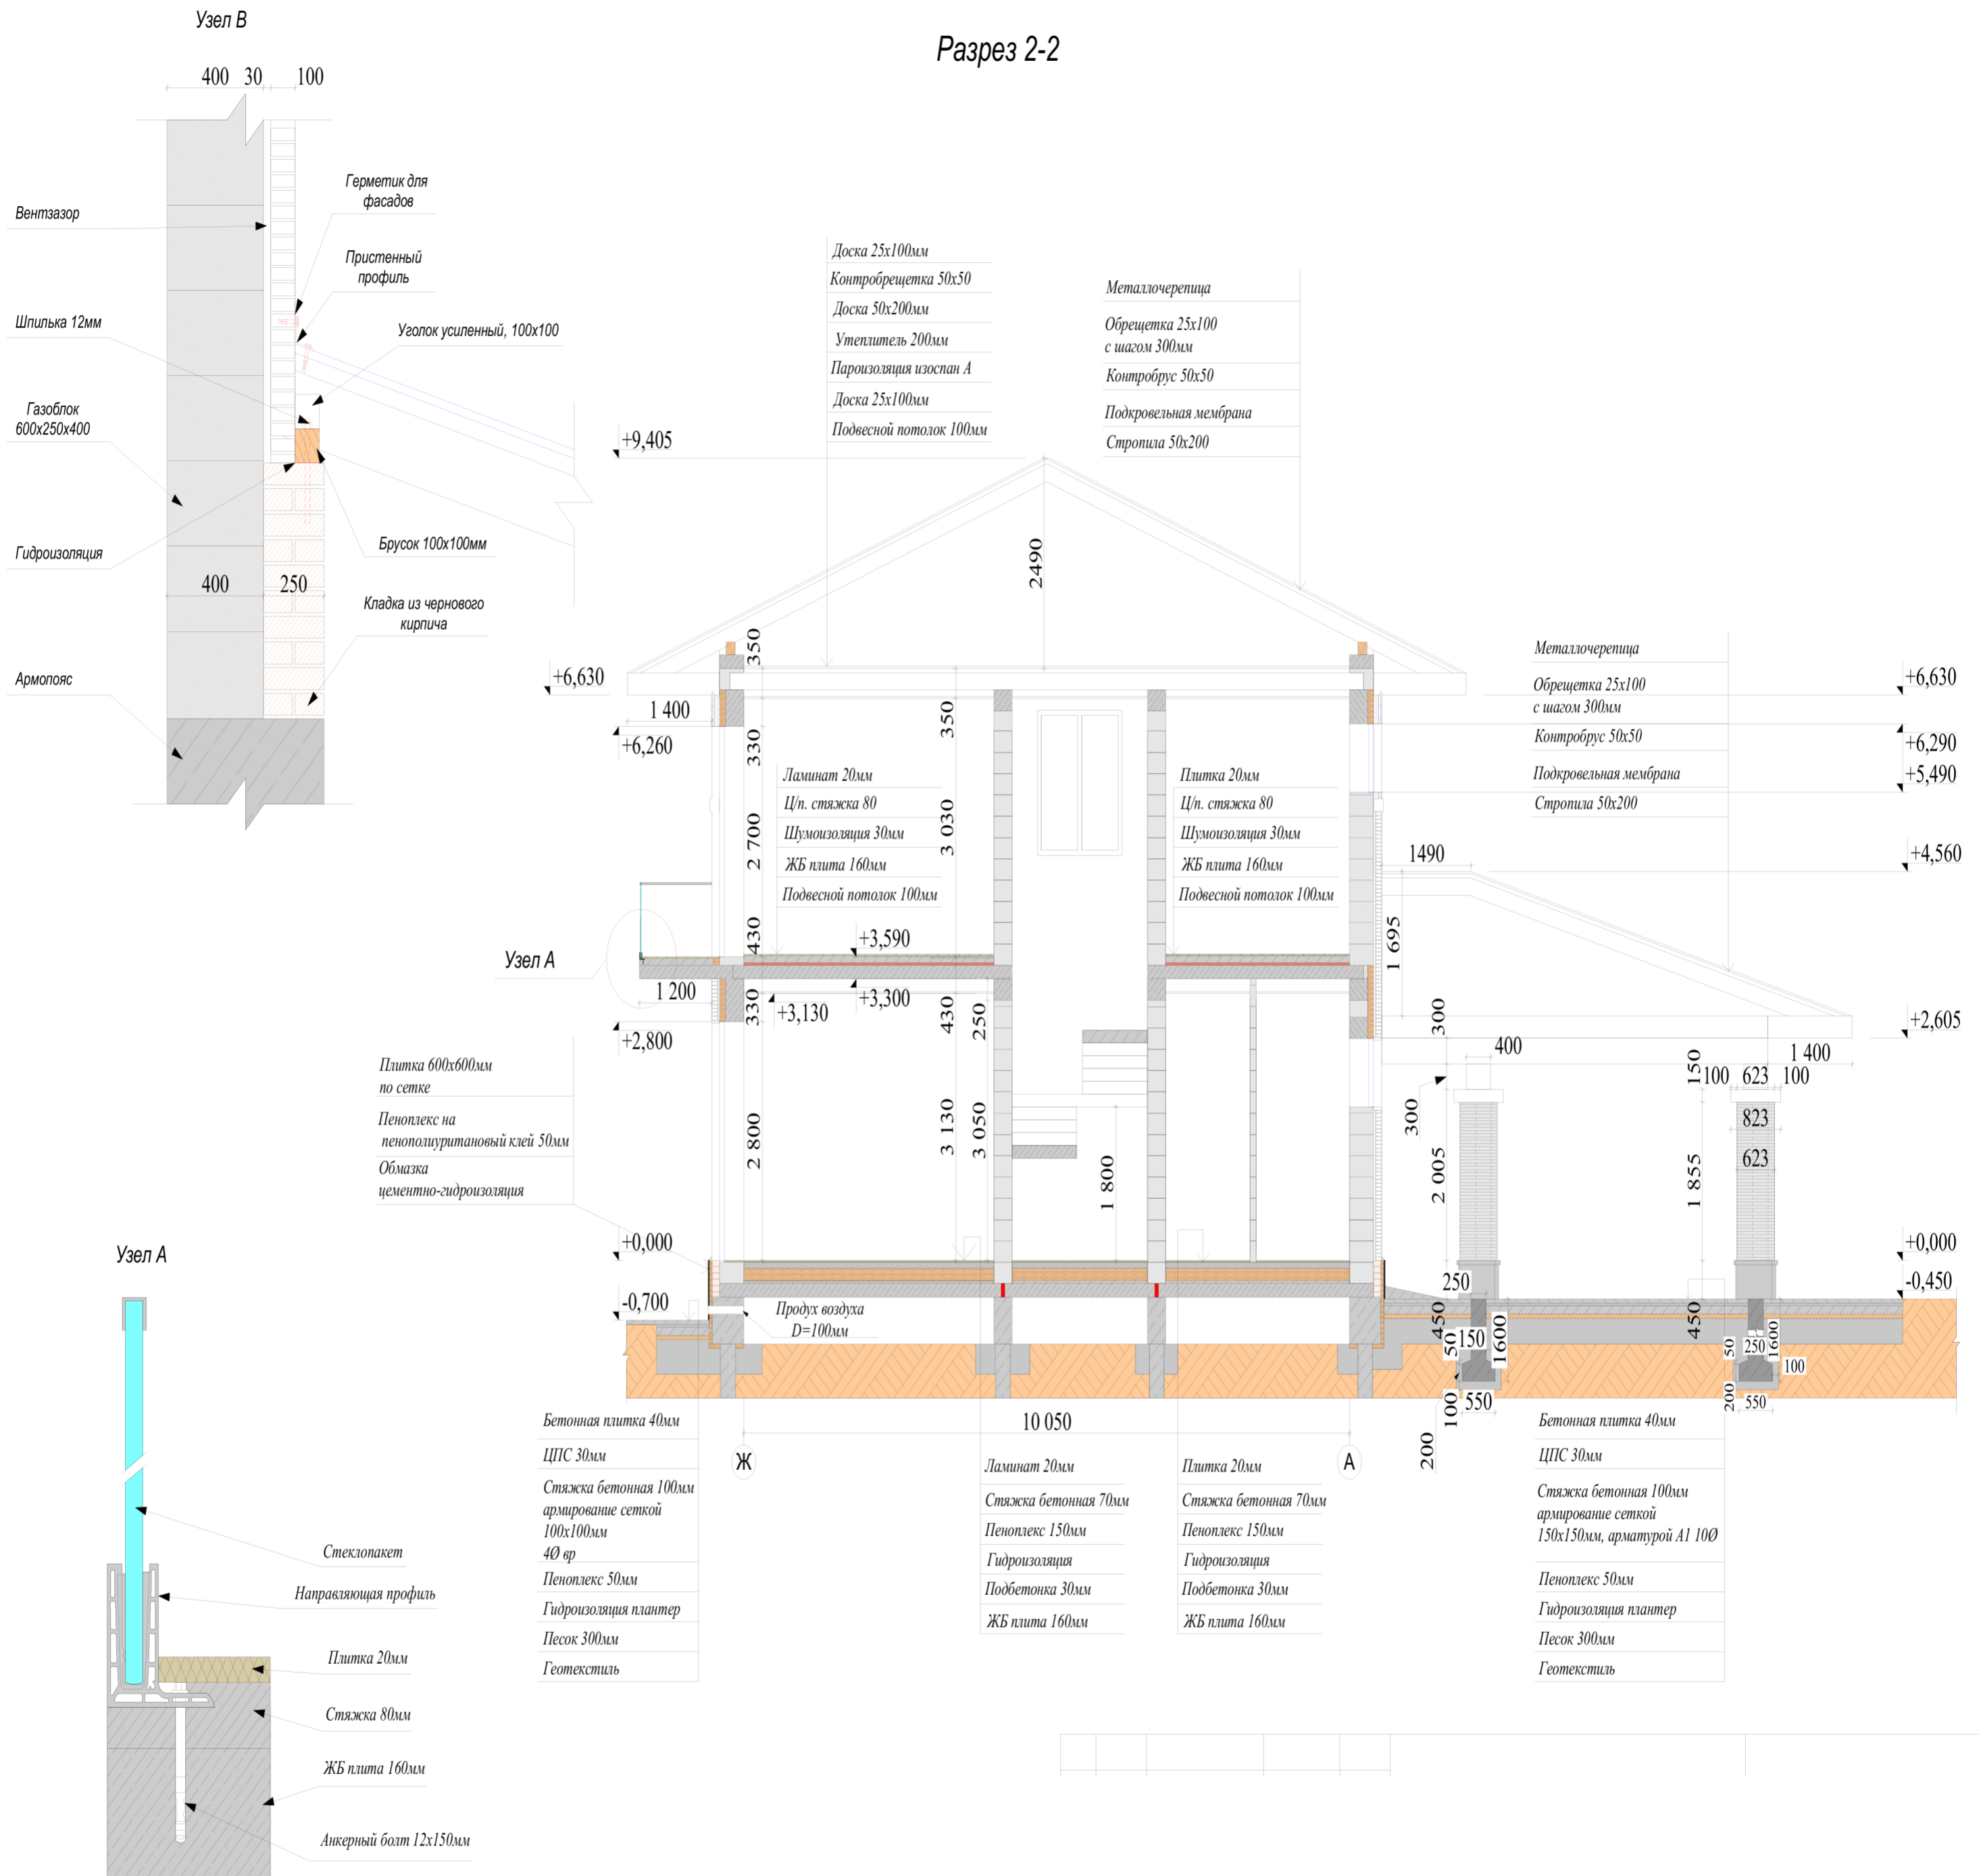 Узел В
Разрез 2-2
400
30
100
Вентзазор
Шпилька 12мм
Газоблок
600х250х400
Гидроизоляция
Армопояс
Герметик для
фасадов
Пристенный
профиль
Уголок усиленный, 100х100
Брусок 100х100мм
400
250
Кладка из чернового
кирпича
Доска 25х100мм
Контробрещетка 50х50
Доска 50х200мм
Утеплитель 200мм
Пароизоляция изоспан А
Доска 25х100мм
Подвесной потолок 100мм
Металлочерепица
Обрещетка 25х100
с шагом 300мм
Контробрус 50х50
Подкровельная мембрана
Стропила 50х200
+9,405
2490
350
+6,630
1 400
+6,260
330
350
Металлочерепица
Обрещетка 25х100
с шагом 300мм
Контробрус 50х50
Подкровельная мембрана
Стропила 50х200
+6,630
+6,290
+5,490
+4,560
+2,605
Ламинат 20мм
Ц/п. стяжка 80
Шумоизоляция 30мм
ЖБ плита 160мм
Подвесной потолок 100мм
Плитка 20мм
Ц/п. стяжка 80
Шумоизоляция 30мм
ЖБ плита 160мм
Подвесной потолок 100мм
2 700
3 030
1490
1 695
430
+3,590
Узел А
1 200
330
+3,130
+3,300
430
250
+2,800
300
400
1 400
150
100
623
100
300
823
623
2 005
1 855
Плитка 600х600мм
по сетке
Пеноплекс на
пенополиуритановый клей 50мм
Обмазка
цементно-гидроизоляция
2 800
3 130
3 050
1 800
+0,000
-0,700
Продух воздуха
D=100мм
+0,000
-0,450
250
450
50
150
1600
550
100
200
450
50
250
1600
100
200
550
10 050
Ж
А
Бетонная плитка 40мм
ЦПС 30мм
Стяжка бетонная 100мм
армирование сеткой
100х100мм
4Ø вр
Пеноплекс 50мм
Гидроизоляция плантер
Песок 300мм
Геотекстиль
Ламинат 20мм
Стяжка бетонная 70мм
Пеноплекс 150мм
Гидроизоляция
Подбетонка 30мм
ЖБ плита 160мм
Плитка 20мм
Стяжка бетонная 70мм
Пеноплекс 150мм
Гидроизоляция
Подбетонка 30мм
ЖБ плита 160мм
Бетонная плитка 40мм
ЦПС 30мм
Стяжка бетонная 100мм
армирование сеткой
150х150мм, арматурой А1 10Ø
Пеноплекс 50мм
Гидроизоляция плантер
Песок 300мм
Геотекстиль
Узел А
Стеклопакет
Направляющая профиль
Плитка 20мм
Стяжка 80мм
ЖБ плита 160мм
Анкерный болт 12х150мм